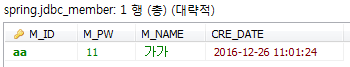 spring.jdbc_member: 1 행 (총) (대략적)
M_ID M_PW M_NAME CRE_DATE
aa 11 가가 2016-12-26 11:01:24